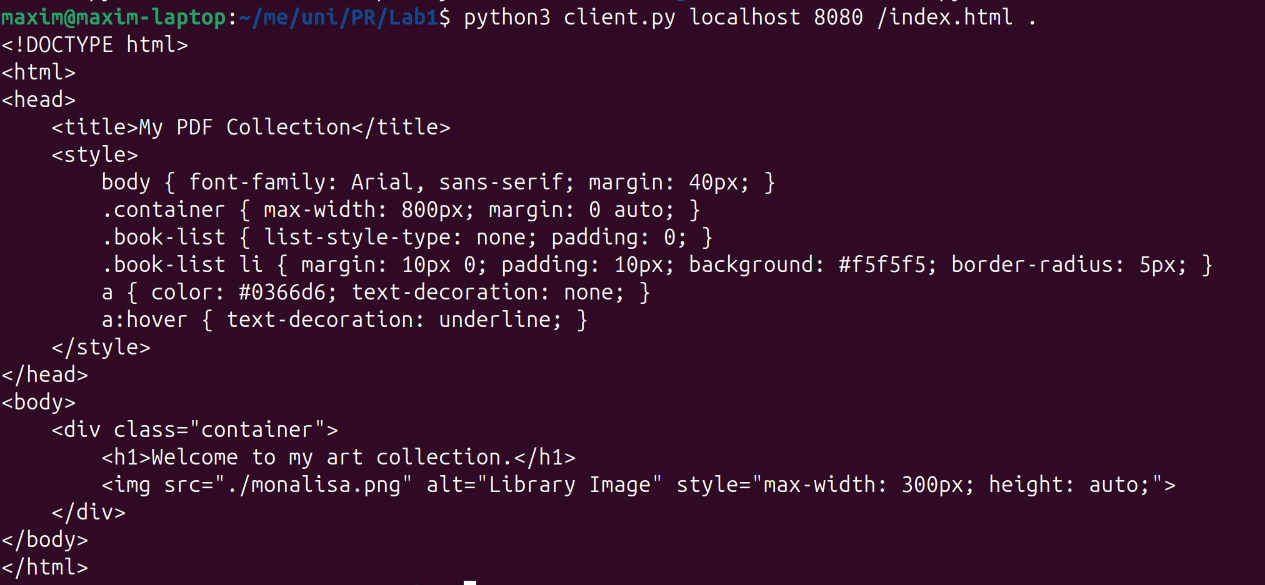 maxim@maxim-laptop:~/me/uni/PR/Lab1$ python3 client.py localhost 8080 /index.html .
<!DOCTYPE html>
<html>
<head>
    <title>My PDF Collection</title>
    <style>
        body { font-family: Arial, sans-serif; margin: 40px; }
        .container { max-width: 800px; margin: 0 auto; }
        .book-list { list-style-type: none; padding: 0; }
        .book-list li { margin: 10px 0; padding: 10px; background: #f5f5f5; border-radius: 5px; }
        a { color: #0366d6; text-decoration: none; }
        a:hover { text-decoration: underline; }
    </style>
</head>
<body>
    <div class="container">
        <h1>Welcome to my art collection.</h1>
        <img src="./monalisa.png" alt="Library Image" style="max-width: 300px; height: auto;">
    </div>
</body>
</html>